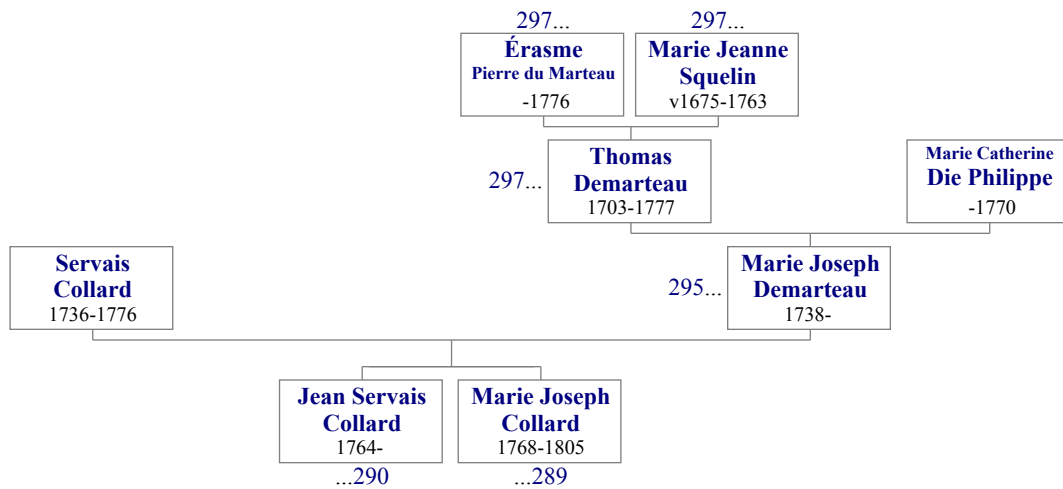 297...
297...
Érasme
Pierre du Marteau
-1776
Marie Jeanne
Squelin
v1675-1763
297...
Thomas
Demarteau
1703-1777
Marie Catherine
Die Philippe
-1770
Servais
Collard
1736-1776
295...
Marie Joseph
Demarteau
1738-
Jean Servais
Collard
1764-
Marie Joseph
Collard
1768-1805
...290
...289